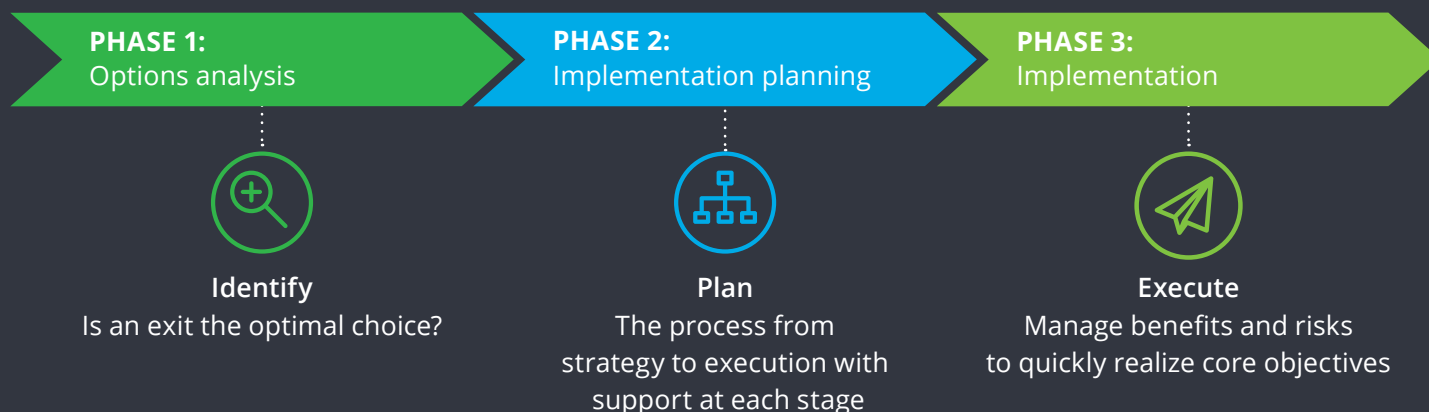 PHASE 1:
Options analysis
PHASE 2:
Implementation planning
PHASE 3:
Implementation
Identify
Is an exit the optimal choice?
Plan
The process from
strategy to execution with
support at each stage
Execute
Manage benefits and risks
to quickly realize core objectives